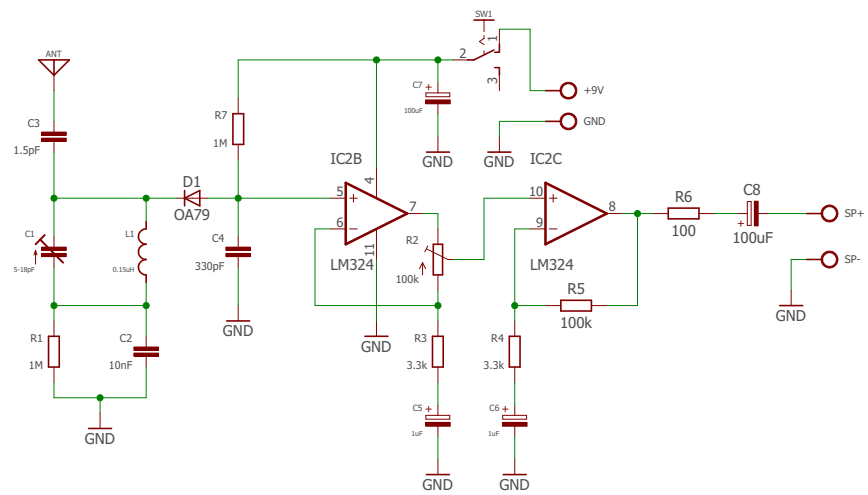 SW1
ANT
2
1
3
C7
+
100uF
+9V
GND
GND
GND
C3
1.5pF
R7
1M
IC2B
IC2C
D1
OA79
4
5
+
6
-
7
11
LM324
10
+
9
-
8
LM324
R6
100
C8
+
100uF
SP+
SP-
GND
C1
5-18pF
L1
0.15uH
C4
330pF
GND
R2
100k
GND
R5
100k
R1
1M
C2
10nF
GND
R3
3.3k
R4
3.3k
C5
+
1uF
C6
+
1uF
GND
GND